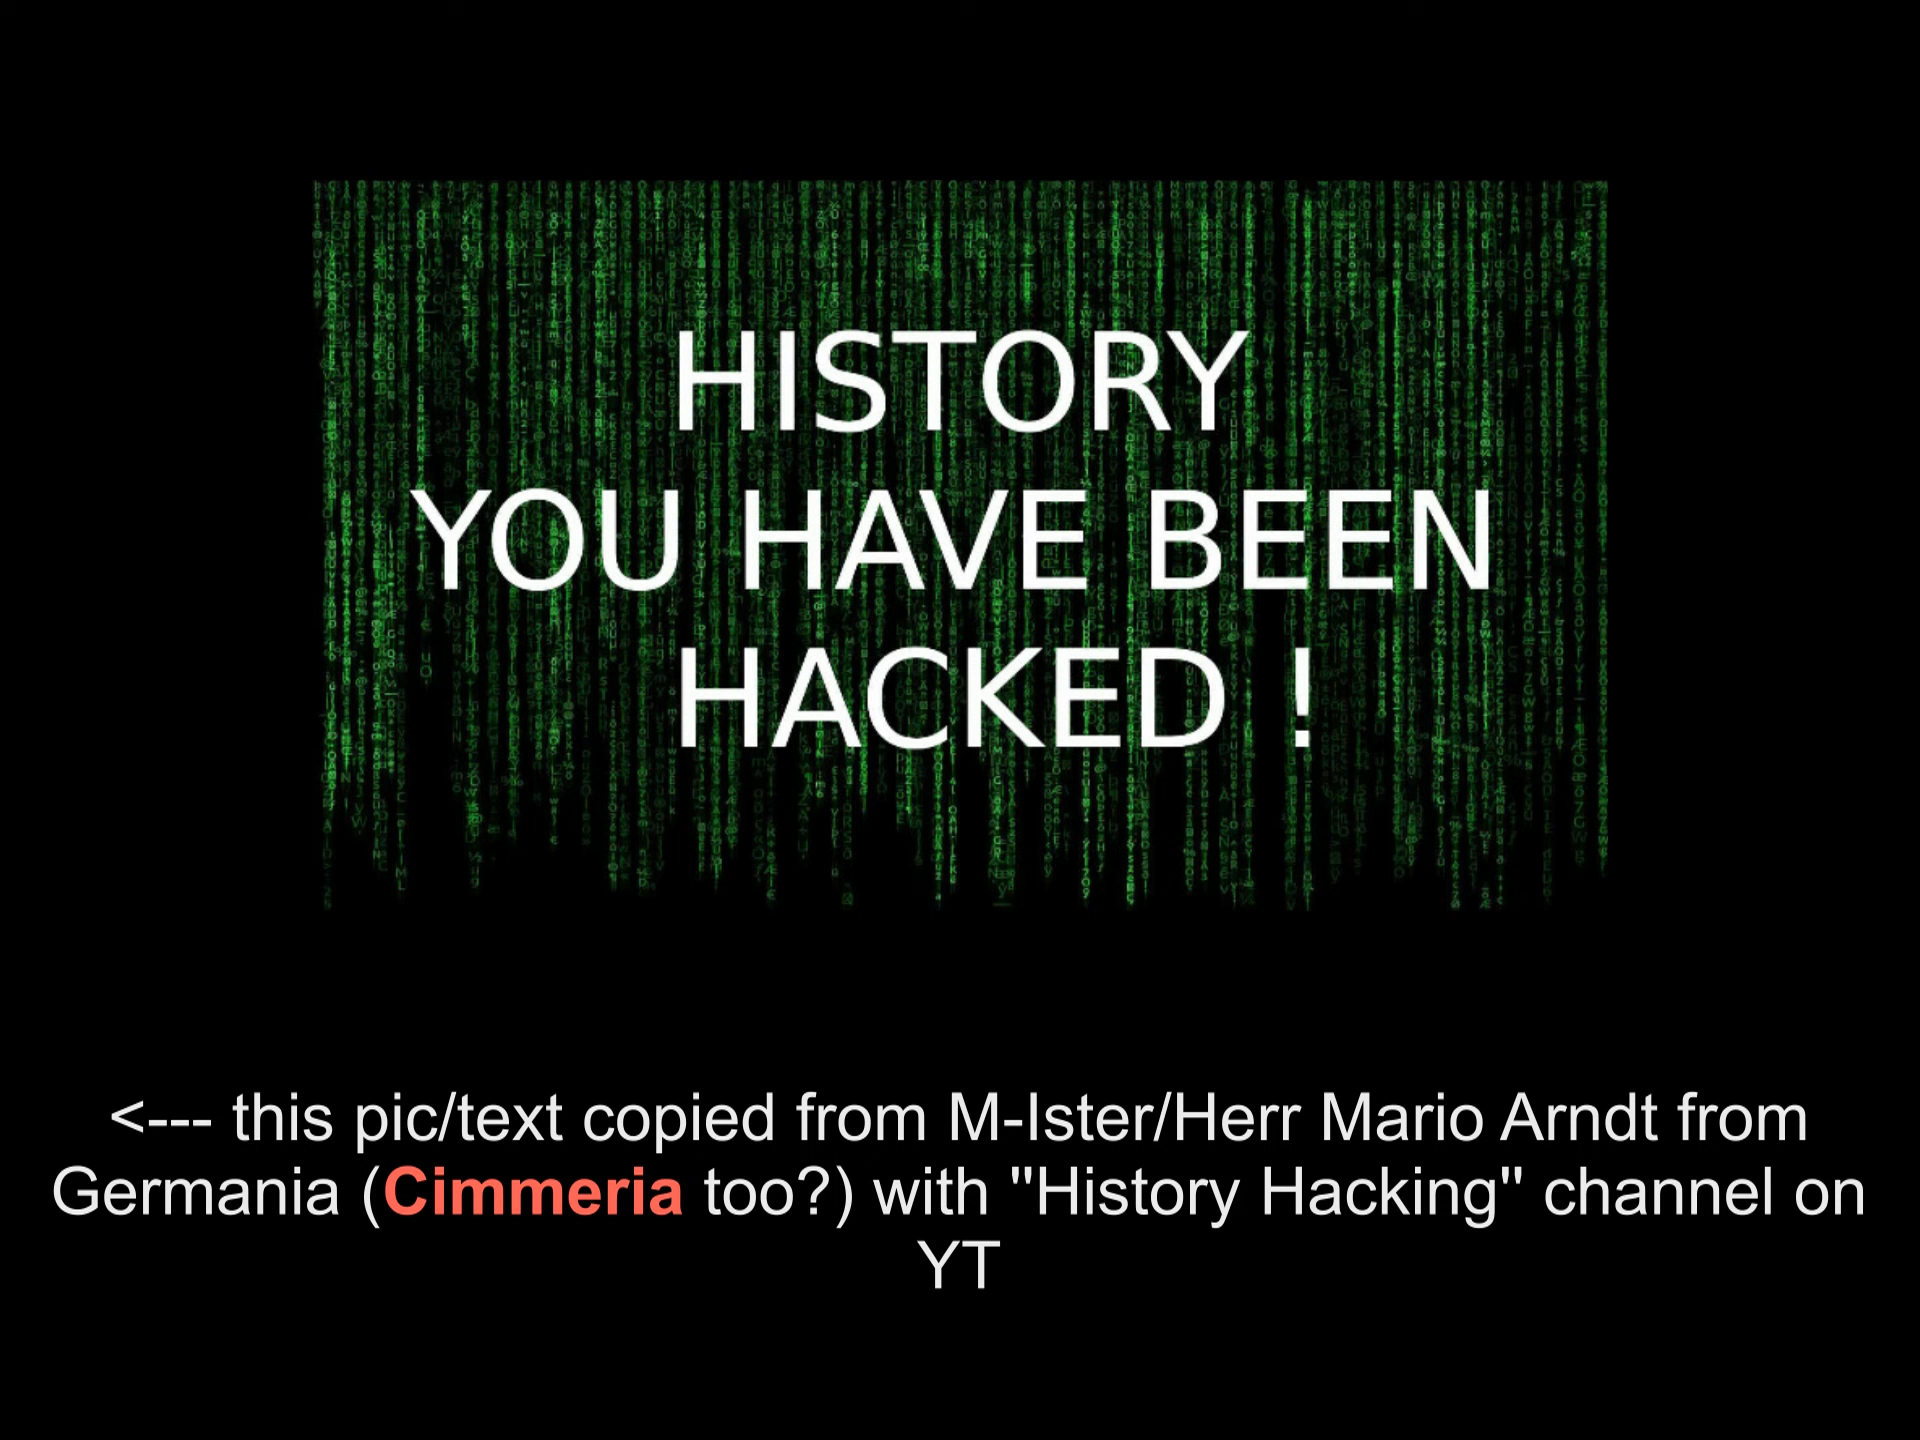 HISTORY
YOU HAVE BEEN
HACKED !
<--- this pic/text copied from M-Ister/Herr Mario Arndt from
Germania (Cimmeria too?) with "History Hacking" channel on
YT